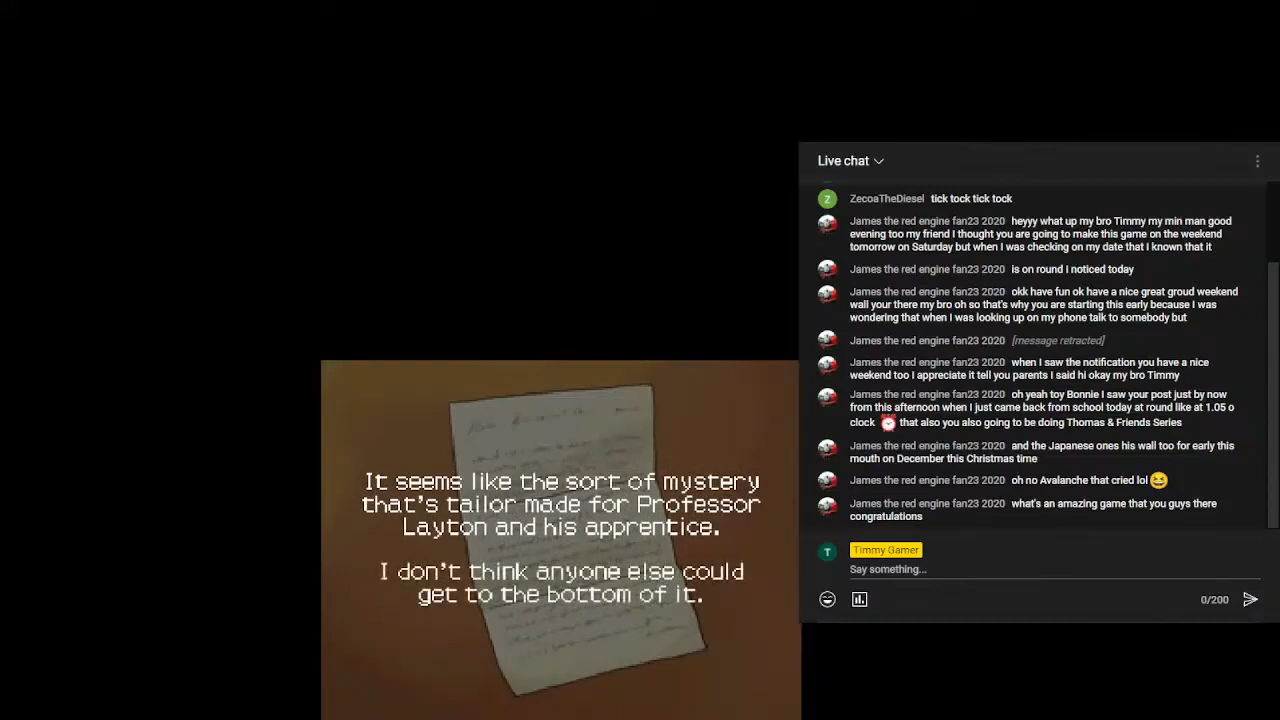 It seems like the sort of mystery
that's tailor made for Professor
Layton and his apprentice.
I don't think anyone else could
get to the bottom of it.
Live chat
Z
ZecoaTheDiesel tick tock tick tock
James the red engine fan23 2020 heyyy what up my bro Timmy my min man good
evening too my friend I thought you are going to make this game on the weekend
tomorrow on Saturday but when I was checking on my date that I known that it
James the red engine fan23 2020 is on round I noticed today
James the red engine fan23 2020 okk have fun ok have a nice great groud weekend
wall your there my bro oh so that's why you are starting this early because I was
wondering that when I was looking up on my phone talk to somebody but
James the red engine fan23 2020 [message retracted]
James the red engine fan23 2020 when I saw the notification you have a nice
weekend too I appreciate it tell you parents I said hi okay my bro Timmy
James the red engine fan23 2020 oh yeah toy Bonnie I saw your post just by now
from this afternoon when I just came back from school today at round like at 1.05 o
clock ⏰ that also you also going to be doing Thomas & Friends Series
James the red engine fan23 2020 and the Japanese ones his wall too for early this
mouth on December this Christmas time
James the red engine fan23 2020 oh no Avalanche that cried lol 😆
James the red engine fan23 2020 what's an amazing game that you guys there
congratulations
T
Timmy Gamer
Say something...
0/200